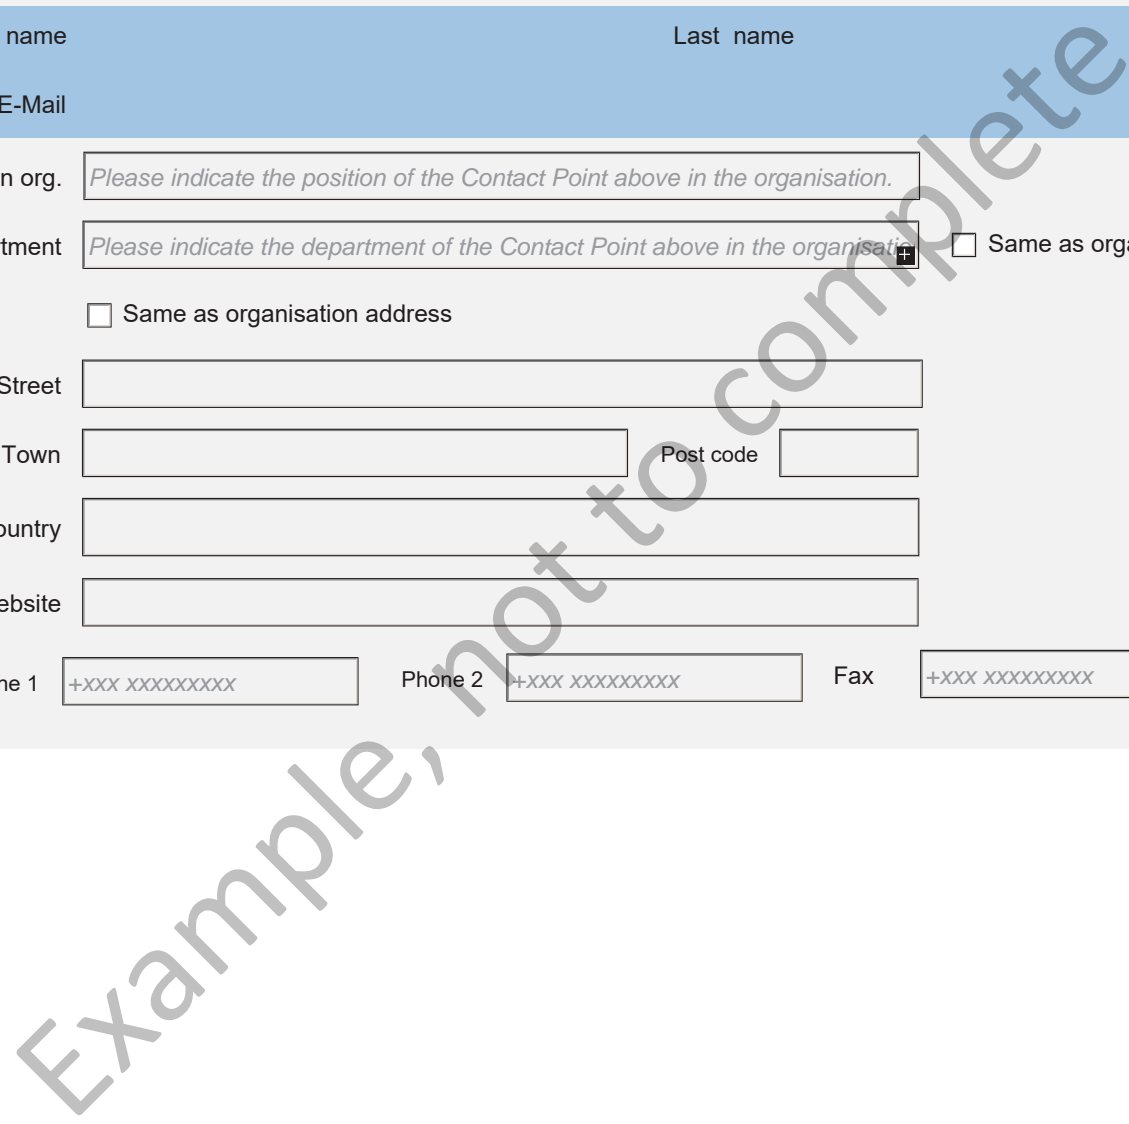 name Last name
E-Mail
n org. Please indicate the position of the Contact Point above in the organisation.
tment Please indicate the department of the Contact Point above in the organisatio Same as orga
Same as organisation address
Street
Town Post code
ountry
ebsite
ne 1 +xxx xxxxxxxxx Phone 2 +xxx xxxxxxxxx Fax +xxx xxxxxxxxx
Example, not to complete